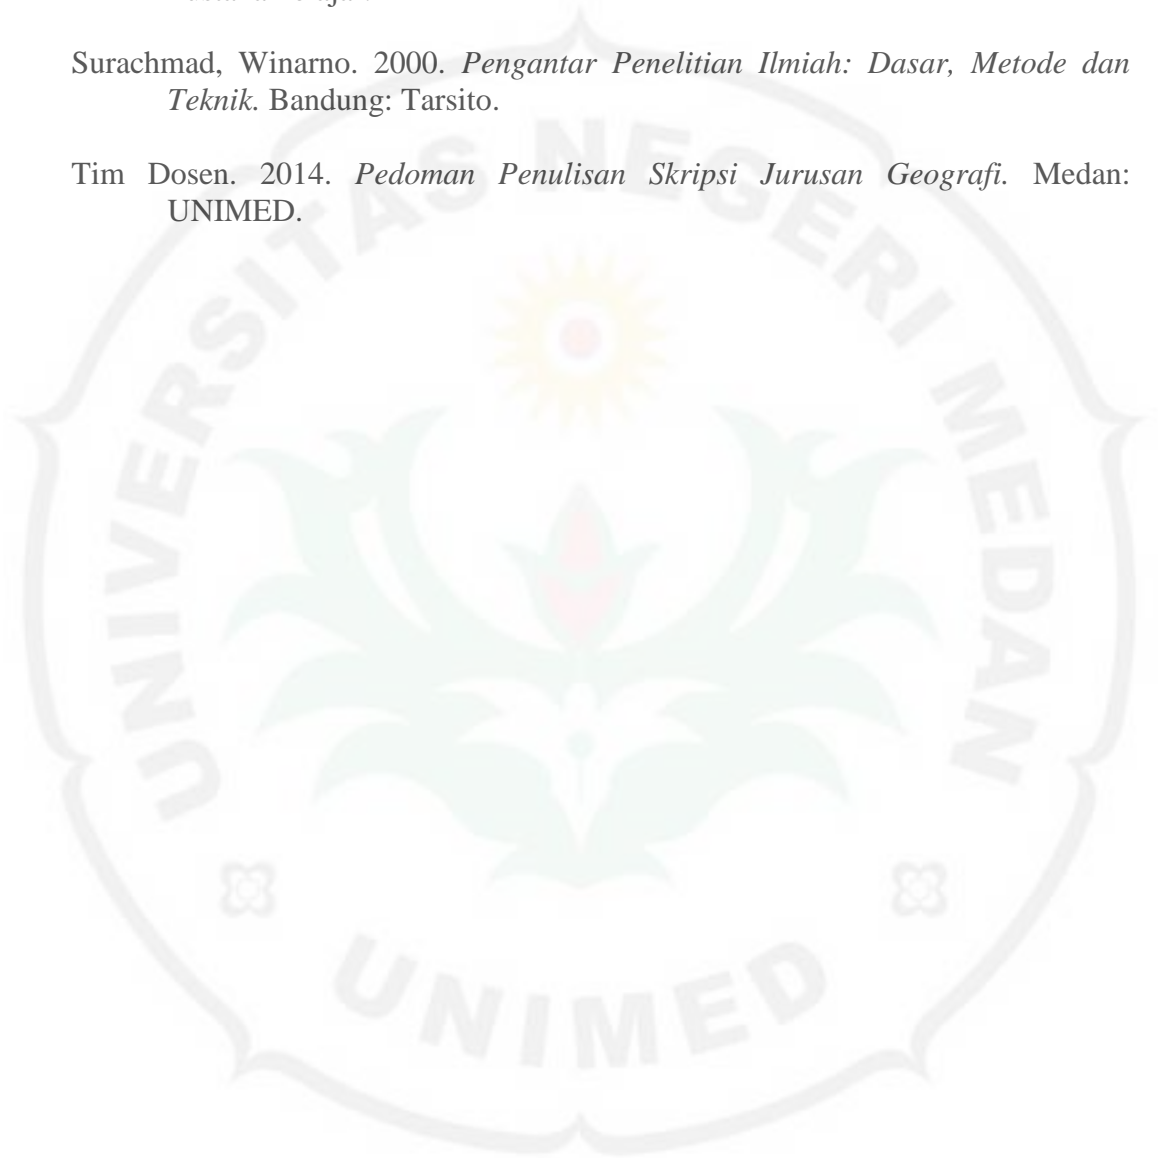 Surachmad, Winarno. 2000. Pengantar Penelitian Ilmiah: Dasar, Metode dan
Teknik. Bandung: Tarsito.
Tim Dosen. 2014. Pedoman Penulisan Skripsi Jurusan Geografi. Medan:
UNIMED.
UNIVERSITAS NEGERI MEDAN
UNIMED